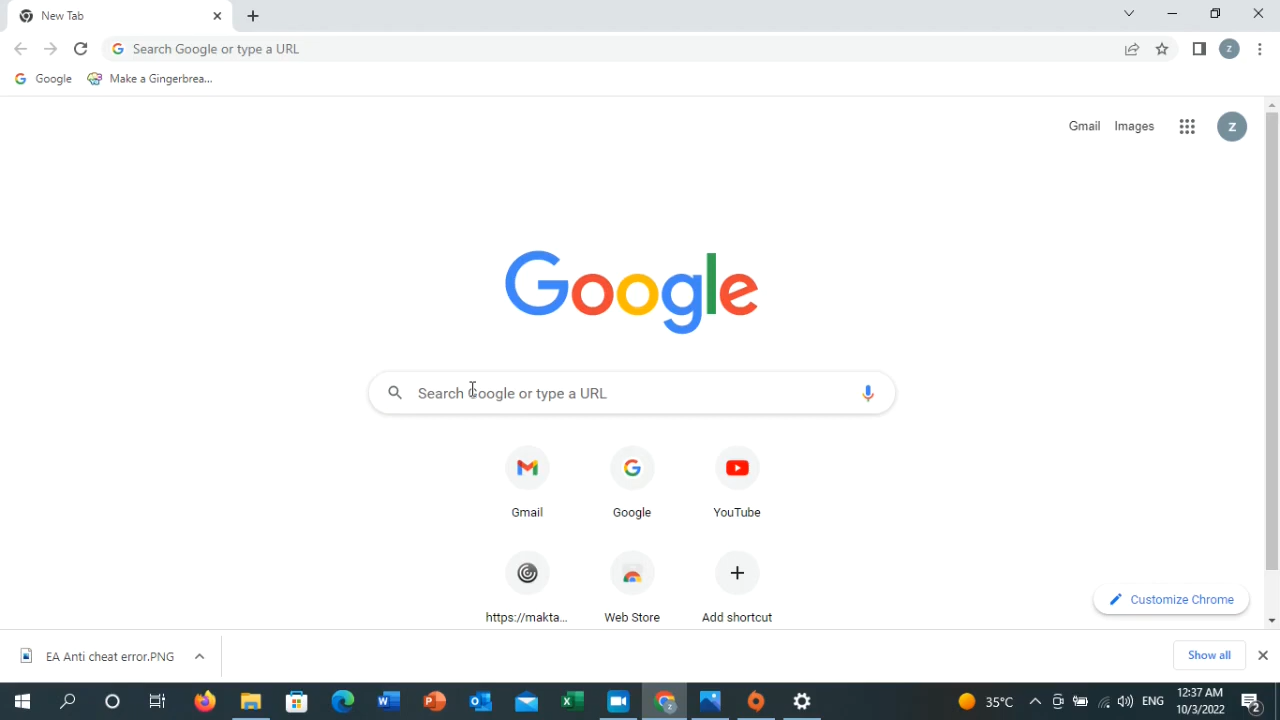 New Tab
Search Google or type a URL
Google
Make a Gingerbrea...
Gmail Images
Z
Google
Search Google or type a URL
Gmail Google YouTube
https://makta... Web Store Add shortcut
Customize Chrome
EA Anti cheat error.PNG
Show all
35°C
ENG
12:37 AM
10/3/2022
2